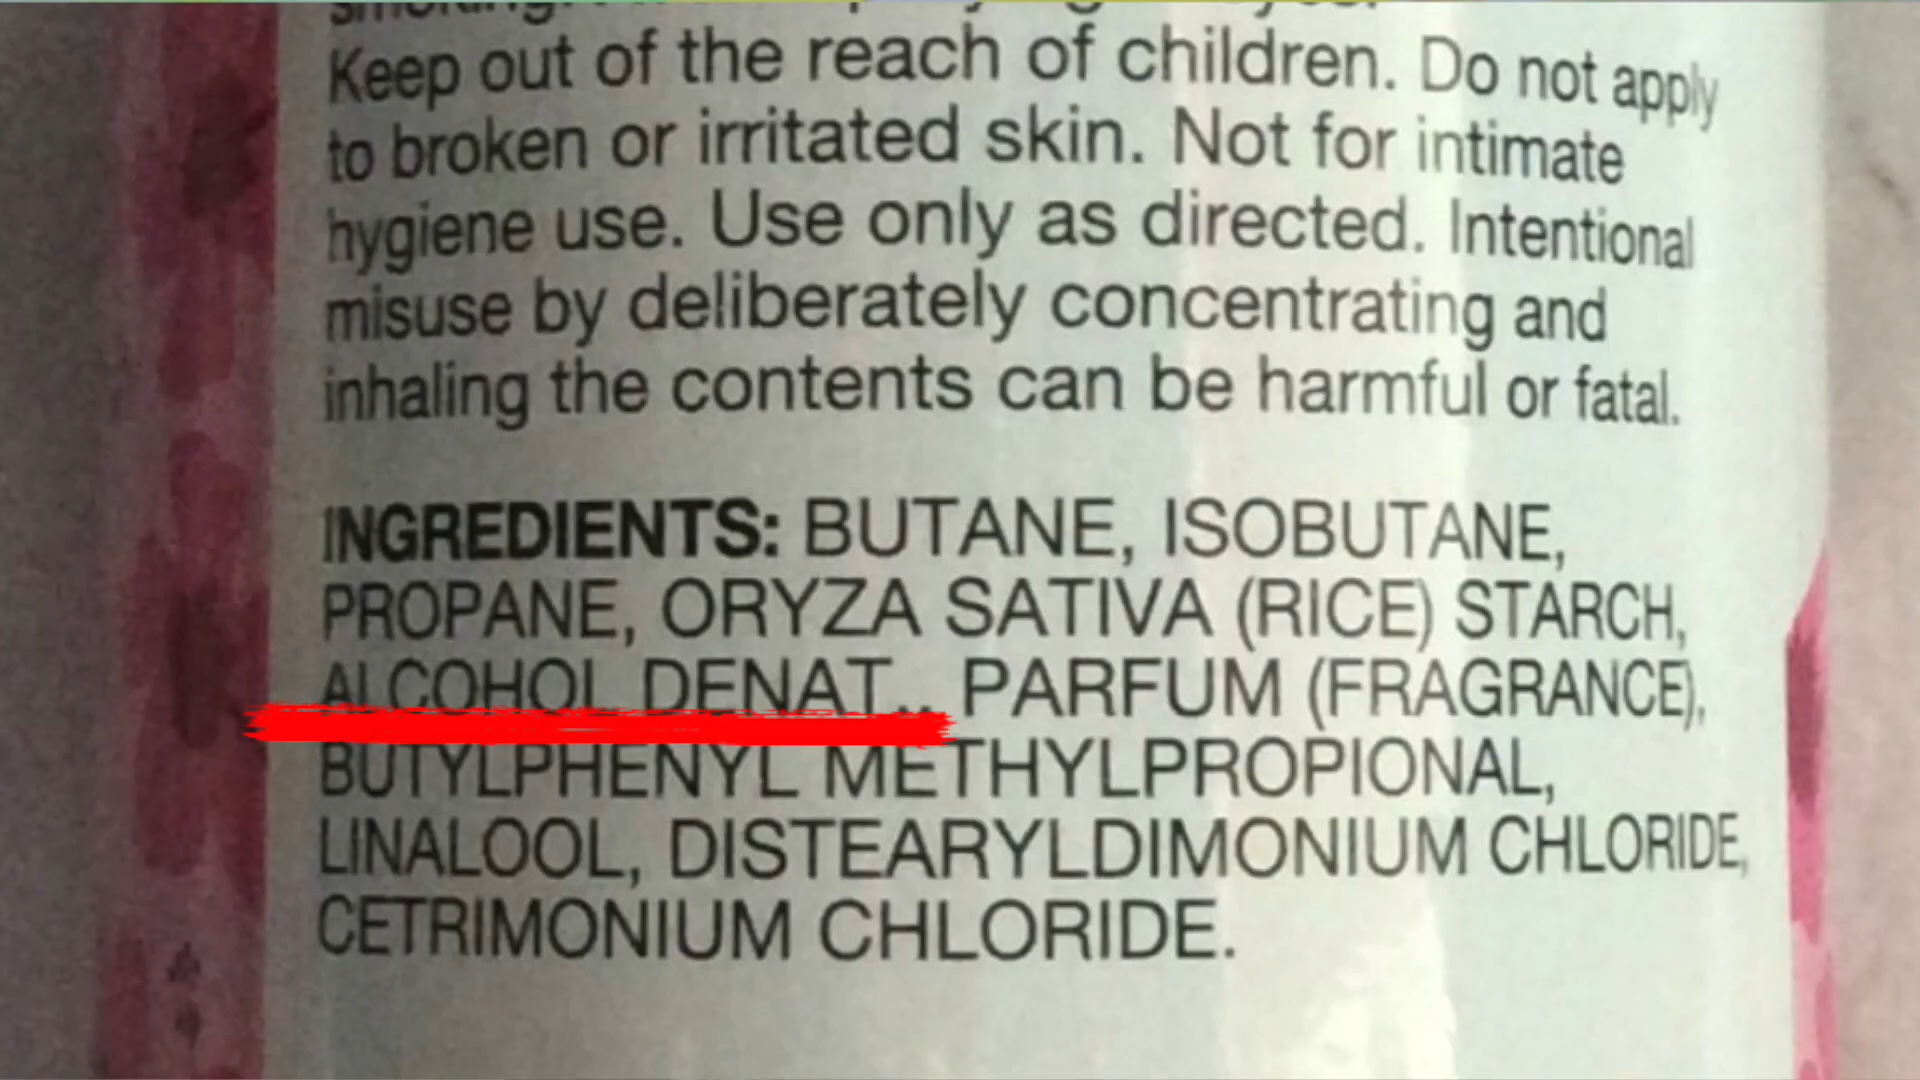 Keep out of the reach of children. Do not apply
to broken or irritated skin. Not for intimate
hygiene use. Use only as directed. Intentional
misuse by deliberately concentrating and
inhaling the contents can be harmful or fatal.
INGREDIENTS: BUTANE, ISOBUTANE,
PROPANE, ORYZA SATIVA (RICE) STARCH,
ALCOHOL DENAT., PARFUM (FRAGRANCE),
BUTYLPHENYL METHYLPROPIONAL,
LINALOOL, DISTEARYLDIMONIUM CHLORIDE,
CETRIMONIUM CHLORIDE.